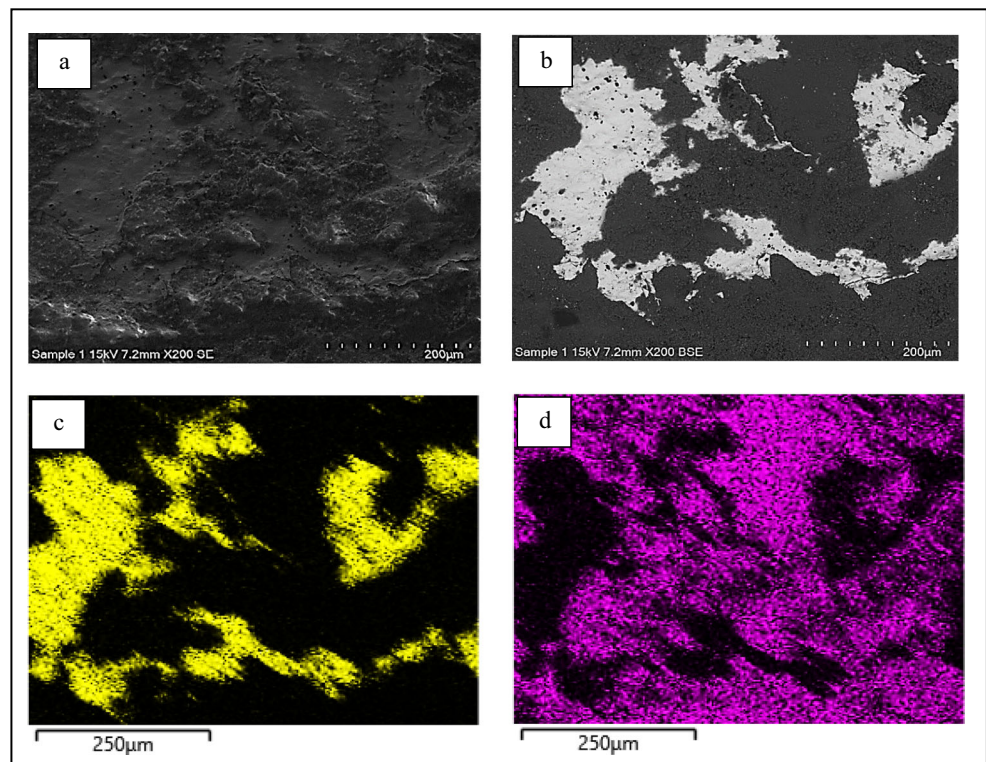 a
b
Sample 1 15kV 7.2mm X200 SE
200µm
Sample 1 15kV 7.2mm X200 BSE
200µm
c
d
250µm
250µm